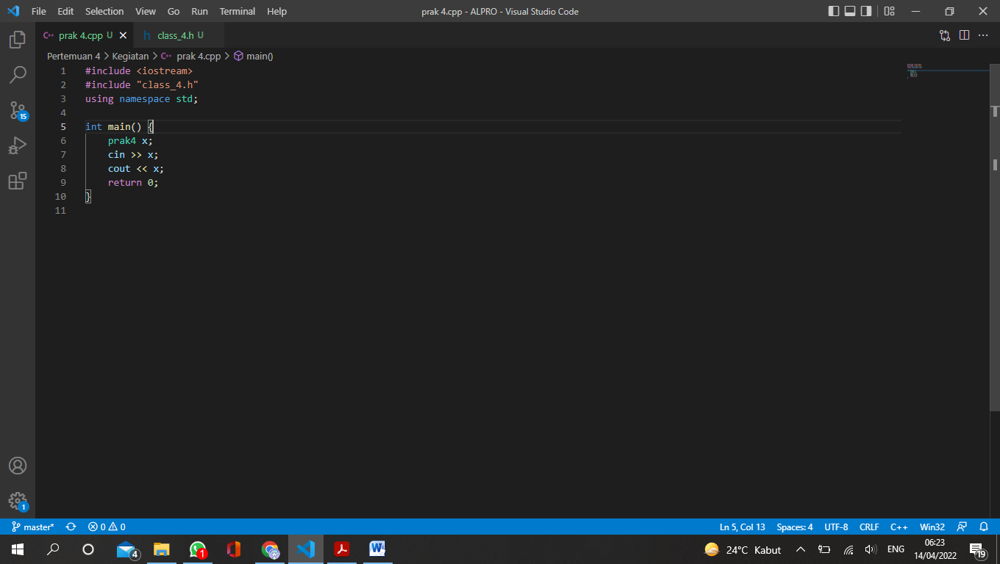 File Edit Selection View Go Run Terminal Help prak 4.cpp - ALPRO - Visual Studio Code
prak 4.cpp U class_4.h U
Pertemuan 4 > Kegiatan > prak 4.cpp > main()
1 #include <iostream>
2 #include "class_4.h"
3 using namespace std;
4
5 int main() {
6 prak4 x;
7 cin >> x;
8 cout << x;
9 return 0;
10 }
11
15
1
master* 0 0 Ln 5, Col 13 Spaces: 4 UTF-8 CRLF C++ Win32
4 1 24°C Kabut ENG 06:23 14/04/2022 19